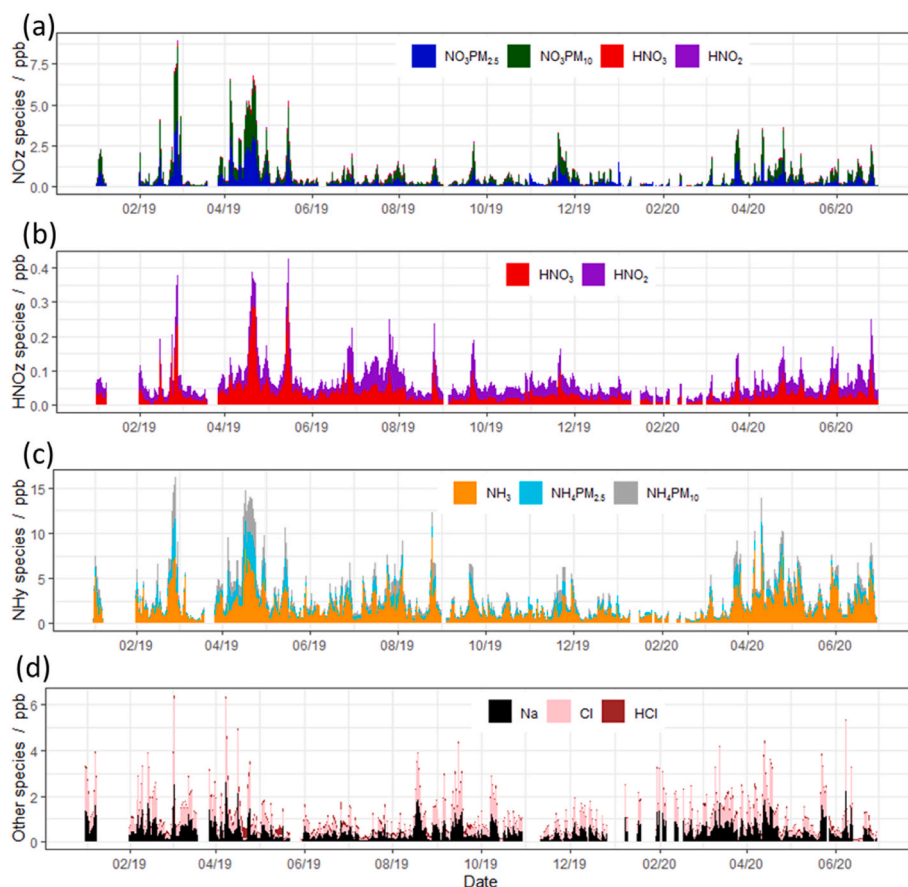 (a)
NO₃PM₂.₅ NO₃PM₁₀ HNO₃ HNO₂
NOz species / ppb
7.5
5.0
2.5
0.0
02/19 04/19 06/19 08/19 10/19 12/19 02/20 04/20 06/20
(b)
HNO₃ HNO₂
HNOz species / ppb
0.4
0.3
0.2
0.1
0.0
02/19 04/19 06/19 08/19 10/19 12/19 02/20 04/20 06/20
(c)
NH₃ NH₄PM₂.₅ NH₄PM₁₀
NHy species / ppb
15
10
5
0
02/19 04/19 06/19 08/19 10/19 12/19 02/20 04/20 06/20
(d)
Na Cl HCl
Other species / ppb
6
4
2
0
02/19 04/19 06/19 08/19 10/19 12/19 02/20 04/20 06/20
Date